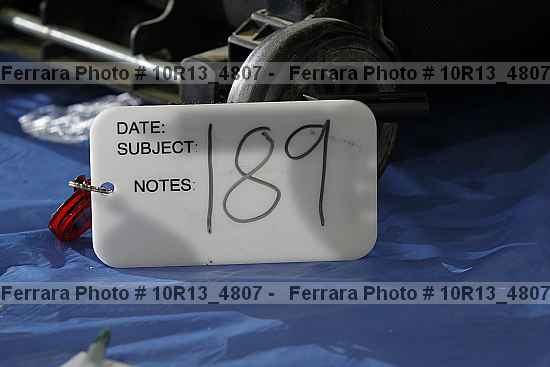 Ferrara Photo # 10R13_4807 - Ferrara Photo # 10R13_4807
DATE:
SUBJECT:
189
NOTES:
Ferrara Photo # 10R13_4807 - Ferrara Photo # 10R13_4807